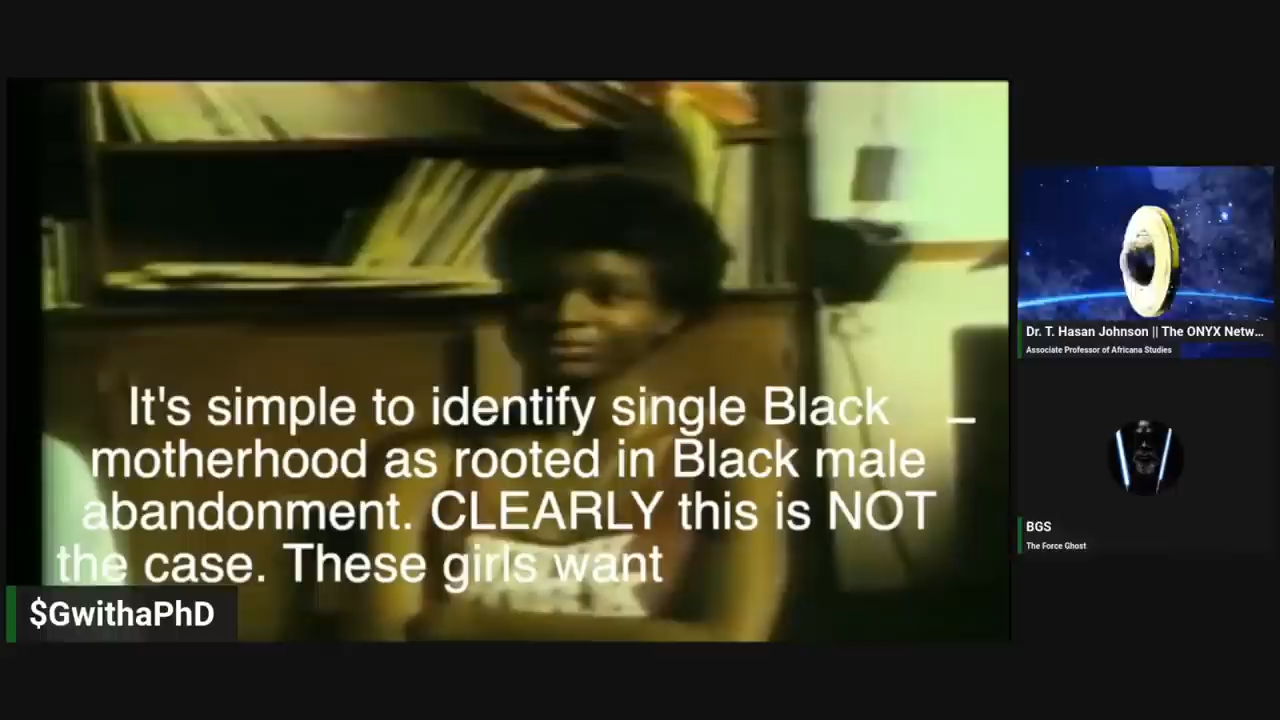 It's simple to identify single Black
motherhood as rooted in Black male
abandonment. CLEARLY this is NOT
the case. These girls want
$GwithaPhD
Dr. T. Hasan Johnson || The ONYX Netw...
Associate Professor of Africana Studies
BGS
The Force Ghost